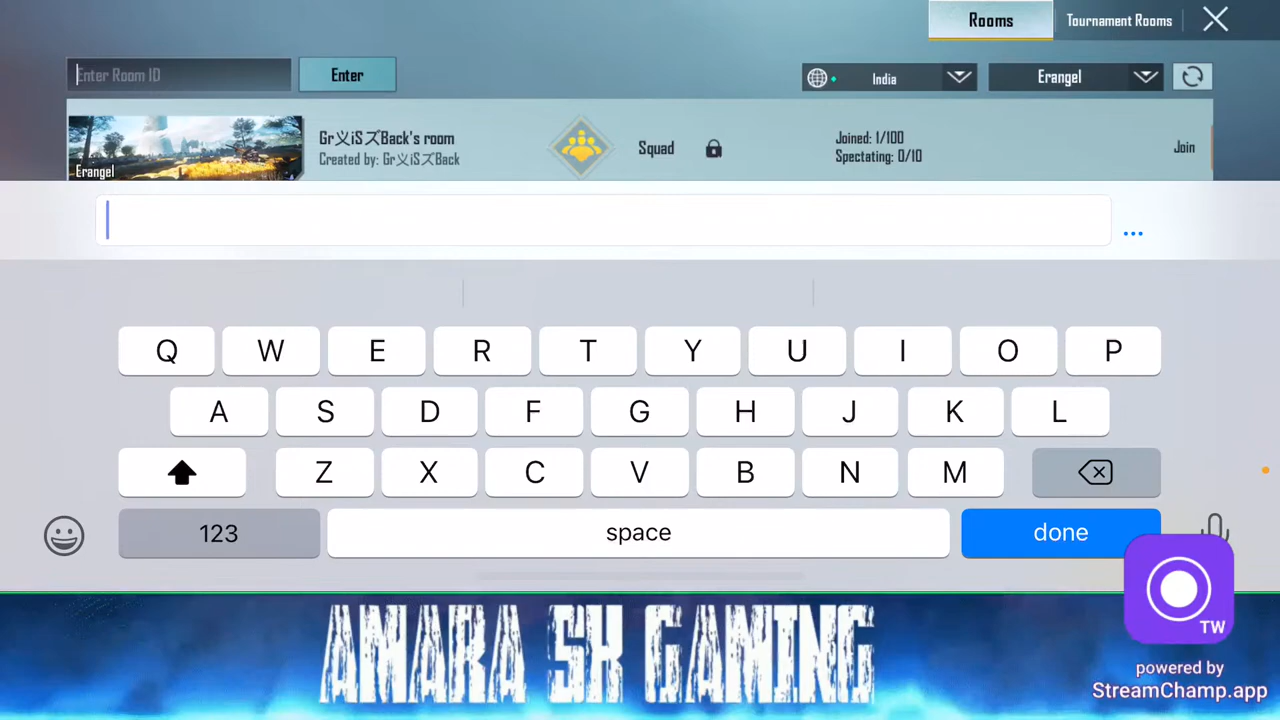 Rooms
Tournament Rooms
Enter Room ID
Enter
India
Erangel
Gr义iSズBack's room
Created by: Gr义iSズBack
Erangel
Squad
Joined: 1/100
Spectating: 0/10
Join
...
Q W E R T Y U I O P
A S D F G H J K L
Z X C V B N M
123
space
done
TW
AMARA SK GAMING
powered by
StreamChamp.app